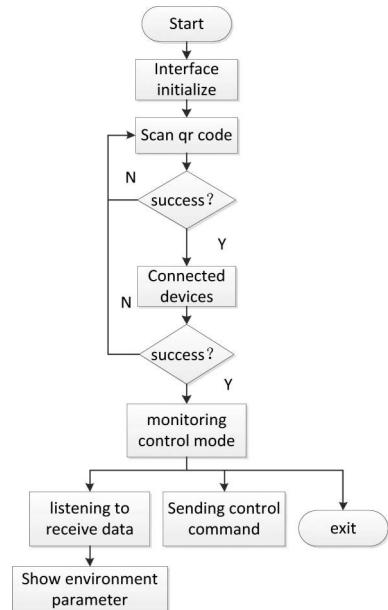 Start
Interface
initialize
Scan qr code
N
success?
Y
Connected
devices
N
success?
Y
monitoring
control mode
listening to
receive data
Sending control
command
exit
Show environment
parameter